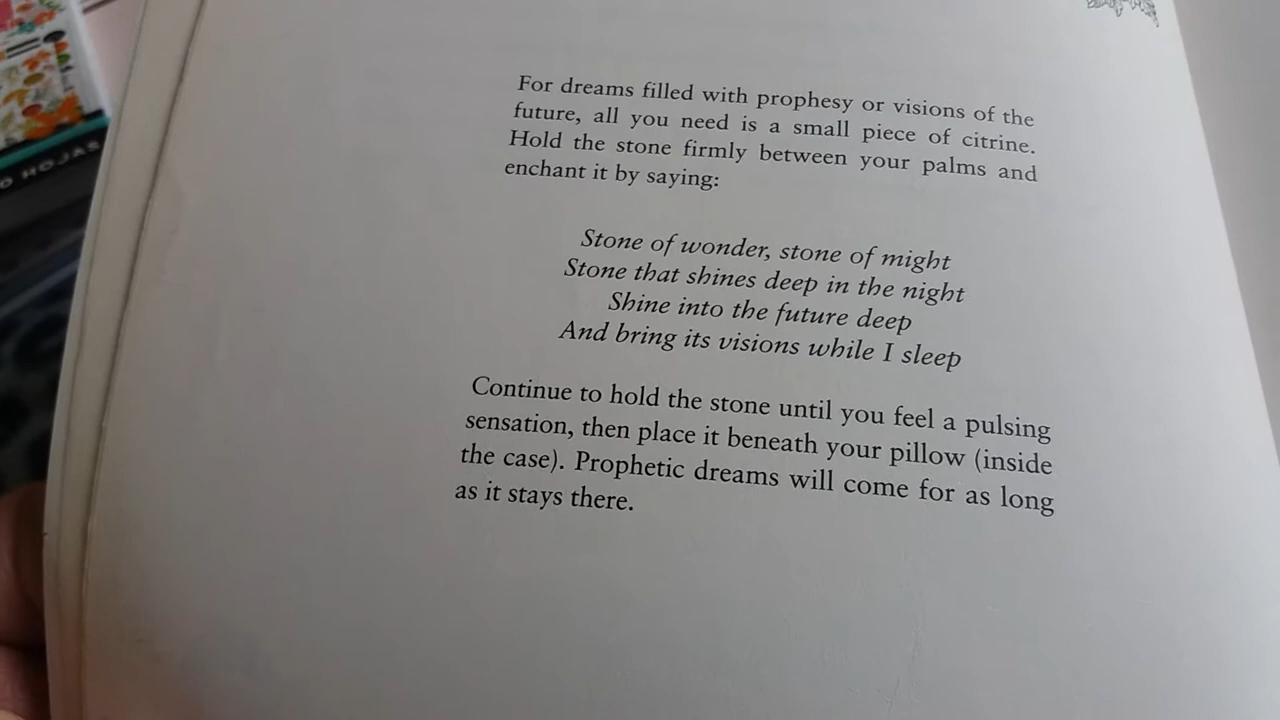 O HOJAS
For dreams filled with prophesy or visions of the
future, all you need is a small piece of citrine.
Hold the stone firmly between your palms and
enchant it by saying:
Stone of wonder, stone of might
Stone that shines deep in the night
Shine into the future deep
And bring its visions while I sleep
Continue to hold the stone until you feel a pulsing
sensation, then place it beneath your pillow (inside
the case). Prophetic dreams will come for as long
as it stays there.